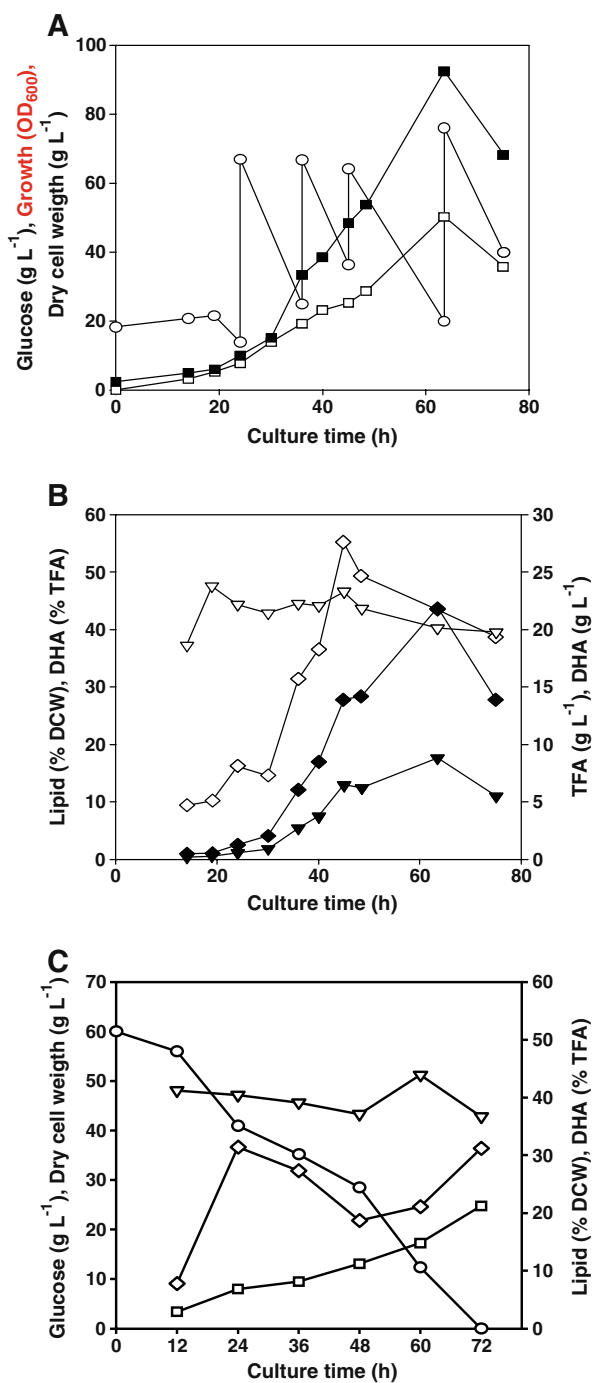 A
Glucose (g L-1), Growth (OD600),
Dry cell weigth (g L-1)
100
80
60
40
20
0
0 20 40 60 80
Culture time (h)
B
Lipid (% DCW), DHA (% TFA)
60
50
40
30
20
10
0
30
25
20
15
10
5
0
TFA (g L-1), DHA (g L-1)
0 20 40 60 80
Culture time (h)
C
Glucose (g L-1), Dry cell weigth (g L-1)
70
60
50
40
30
20
10
0
60
50
40
30
20
10
0
Lipid (% DCW), DHA (% TFA)
0 12 24 36 48 60 72
Culture time (h)